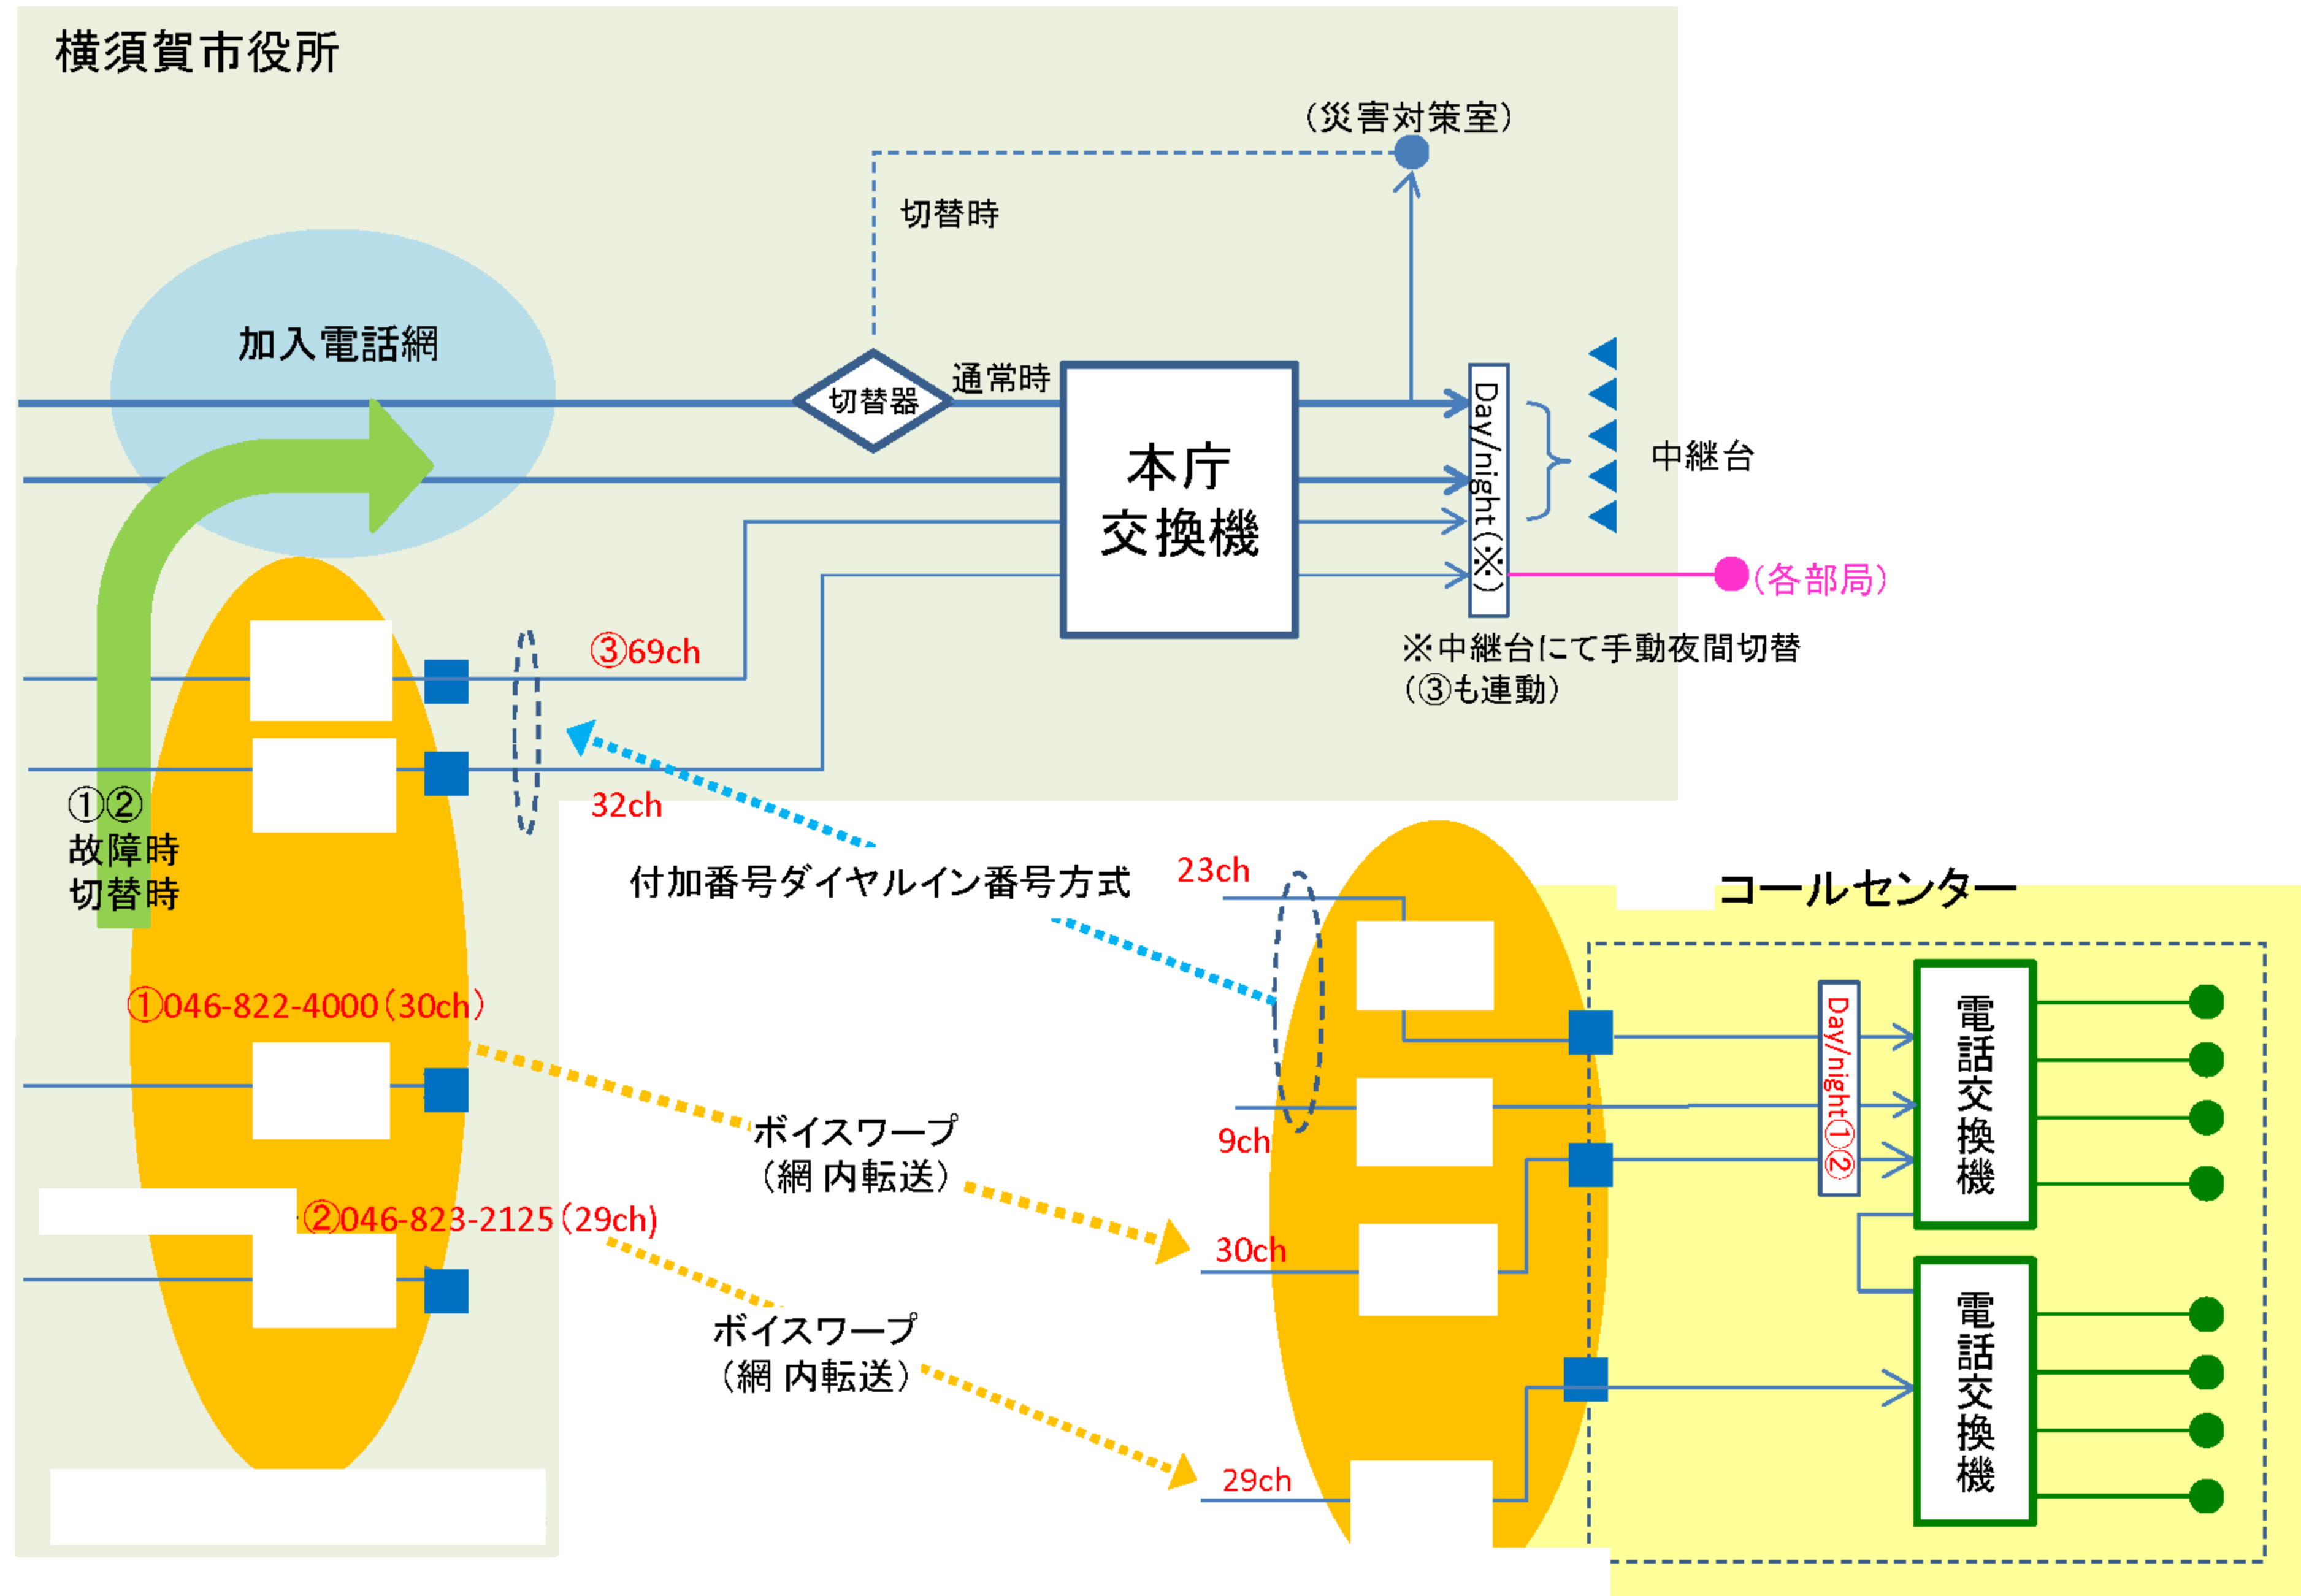 横須賀市役所
(災害対策室)
切替時
加入電話網
切替器
通常時
本庁
交換機
Day/night(※)
中継台
(各部局)
※中継台にて手動夜間切替
(③も連動)
③69ch
32ch
①②
故障時
切替時
付加番号ダイヤルイン番号方式
23ch
コールセンター
①046-822-4000(30ch)
②046-823-2125(29ch)
ボイスワープ
(網内転送)
ボイスワープ
(網内転送)
9ch
30ch
29ch
Day/night①②
電話交換機
電話交換機